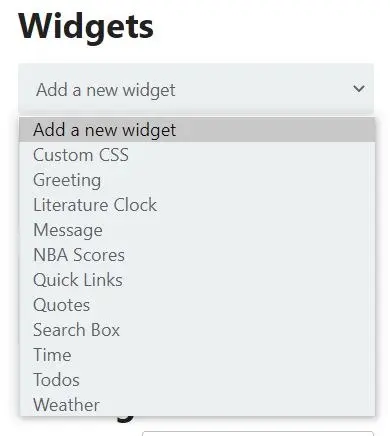 Widgets
Add a new widget
Add a new widget
Custom CSS
Greeting
Literature Clock
Message
NBA Scores
Quick Links
Quotes
Search Box
Time
Todos
Weather